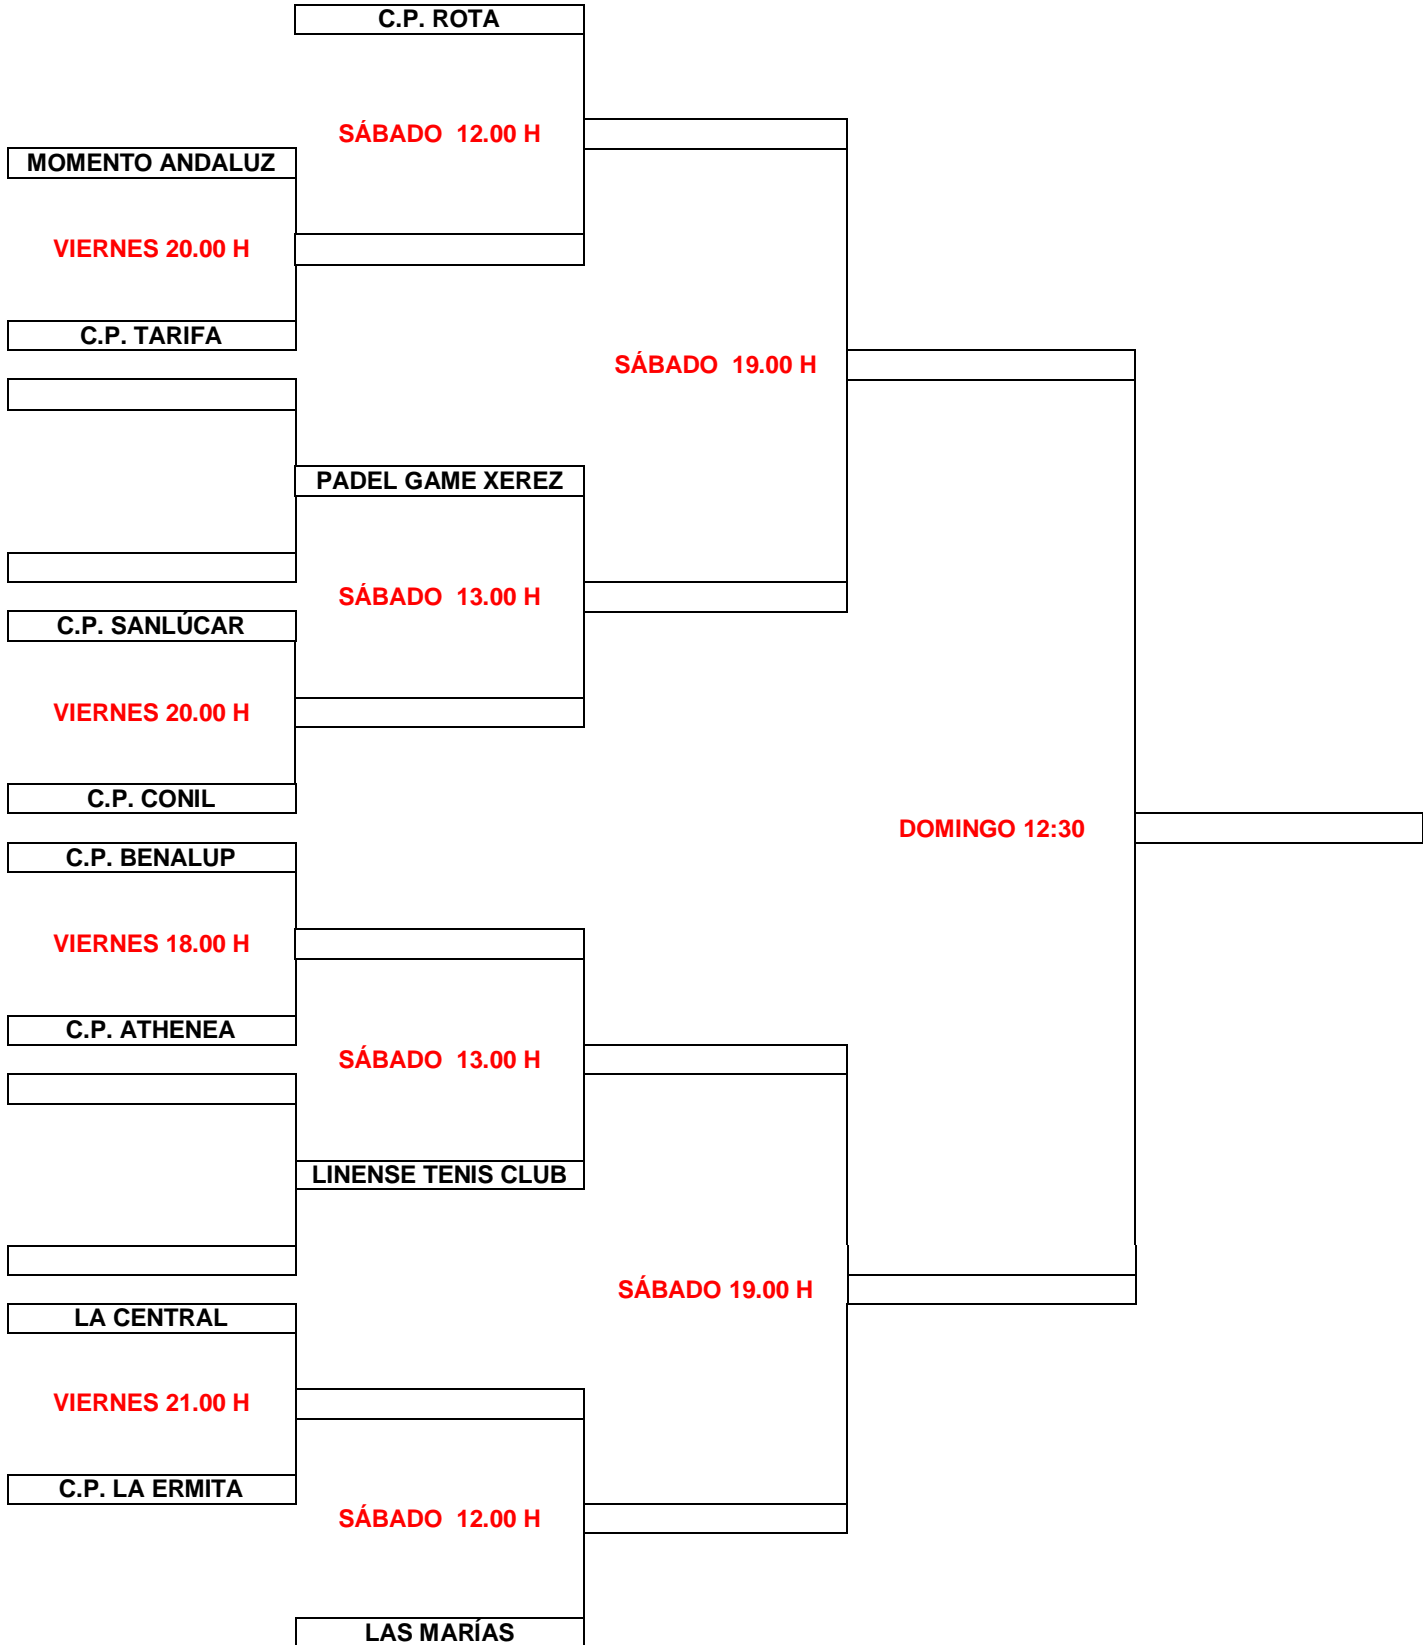 C.P. ROTA
SÁBADO 12.00 H
MOMENTO ANDALUZ
VIERNES 20.00 H
C.P. TARIFA
SÁBADO 19.00 H
PADEL GAME XEREZ
SÁBADO 13.00 H
C.P. SANLÚCAR
VIERNES 20.00 H
C.P. CONIL
DOMINGO 12:30
C.P. BENALUP
VIERNES 18.00 H
C.P. ATHENEA
SÁBADO 13.00 H
LINENSE TENIS CLUB
SÁBADO 19.00 H
LA CENTRAL
VIERNES 21.00 H
C.P. LA ERMITA
SÁBADO 12.00 H
LAS MARÍAS